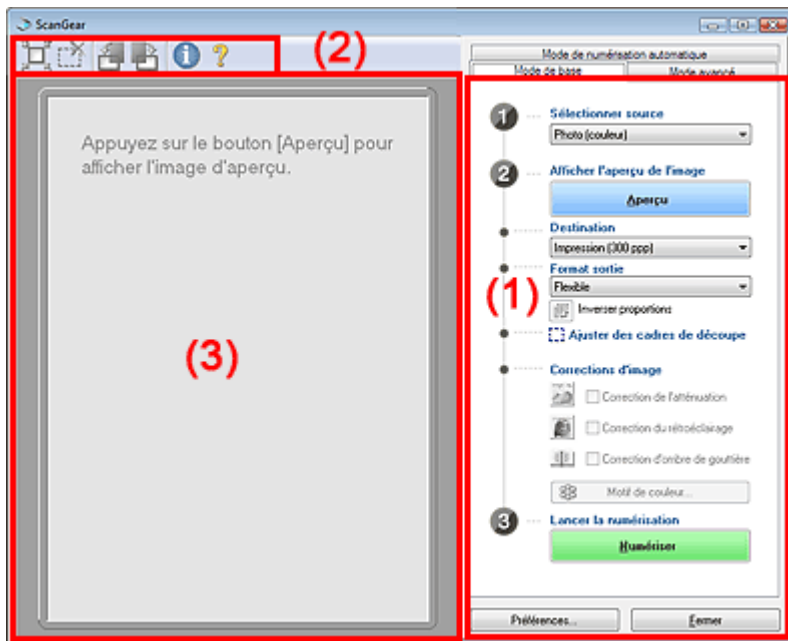 ScanGear
(2)
Mode de numérisation automatique
Mode de base
Mode avancé
Appuyez sur le bouton [Aperçu] pour
afficher l'image d'aperçu.
(3)
(1)
1
Sélectionner source
Photo (couleur)
2
Afficher l'aperçu de l'image
Aperçu
Destination
Impression (300 ppp)
Format sortie
Flexible
Inverser proportions
Ajuster des cadres de découpe
Corrections d'image
Correction de l'atténuation
Correction du rétroéclairage
Correction d'ombre de gouttière
Motif de couleur...
3
Lancer la numérisation
Numériser
Préférences...
Fermer